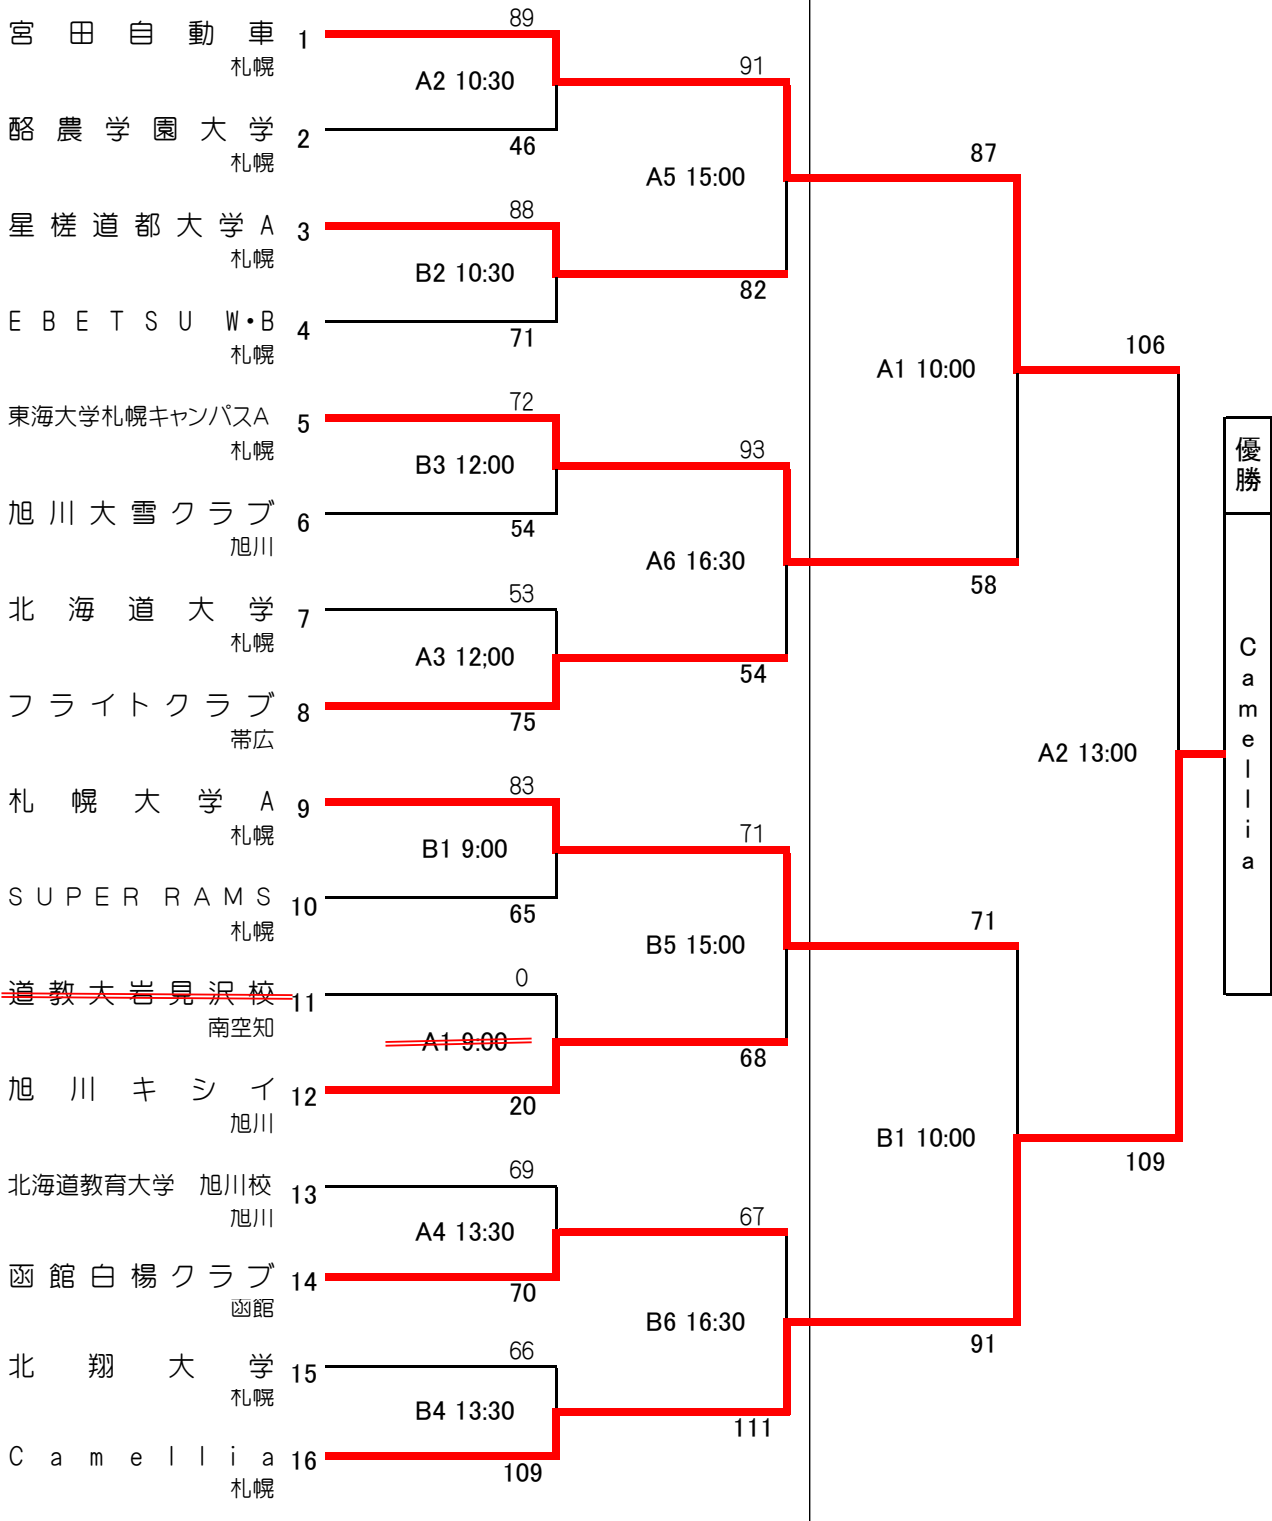 89
宮田自動車 1
札幌
91
A2 10:30
酪農学園大学 2
46
札幌
87
A5 15:00
88
星槎道都大学A 3
札幌
B2 10:30
82
EBETSU W・B 4
71
札幌
106
A1 10:00
72
東海大学札幌キャンパスA 5
札幌
93
B3 12:00
優勝
旭川大雪クラブ 6
54
旭川
A6 16:30
58
53
北海道大学 7
札幌
A3 12;00
54
フライトクラブ 8
75
帯広
A2 13:00
Camellia
83
札幌大学A 9
札幌
71
B1 9:00
SUPER RAMS 10
65
札幌
71
B5 15:00
0
道教大岩見沢校 11
南空知
A1 9:00
68
旭川キシイ 12
20
旭川
B1 10:00
109
69
北海道教育大学 旭川校 13
旭川
67
A4 13:30
函館白楊クラブ 14
70
函館
B6 16:30
91
66
北翔大学 15
札幌
B4 13:30
111
Camellia 16
109
札幌